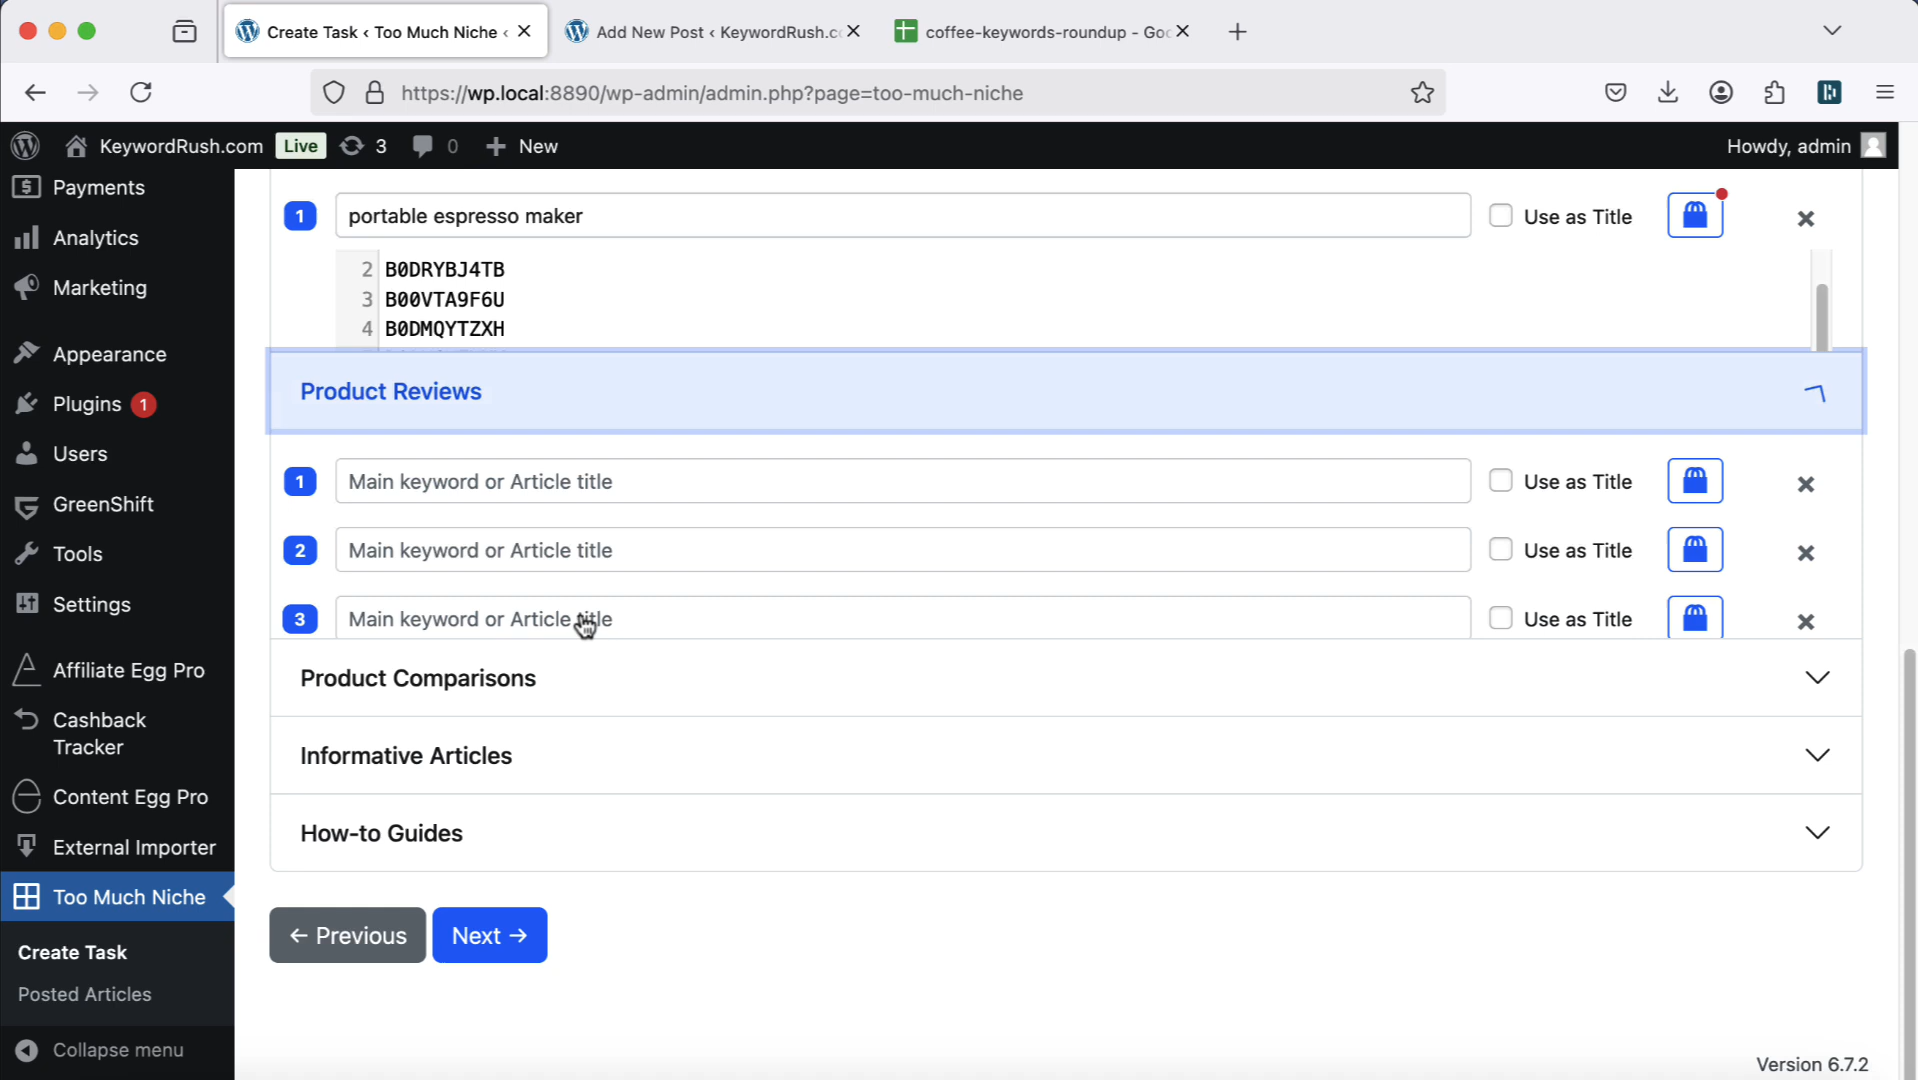 Create Task ‹ Too Much Niche ‹
Add New Post ‹ KeywordRush.c
coffee-keywords-roundup - Goo
https://wp.local:8890/wp-admin/admin.php?page=too-much-niche
KeywordRush.com
Live
3
0
New
Howdy, admin
Payments
Analytics
Marketing
Appearance
Plugins 1
Users
GreenShift
Tools
Settings
Affiliate Egg Pro
Cashback
Tracker
Content Egg Pro
External Importer
Too Much Niche
Create Task
Posted Articles
Collapse menu
1 portable espresso maker Use as Title
2 B0DRYBJ4TB
3 B00VTA9F6U
4 B0DMQYTZXH
Product Reviews
1 Main keyword or Article title Use as Title
2 Main keyword or Article title Use as Title
3 Main keyword or Article title Use as Title
Product Comparisons
Informative Articles
How-to Guides
← Previous
Next →
Version 6.7.2